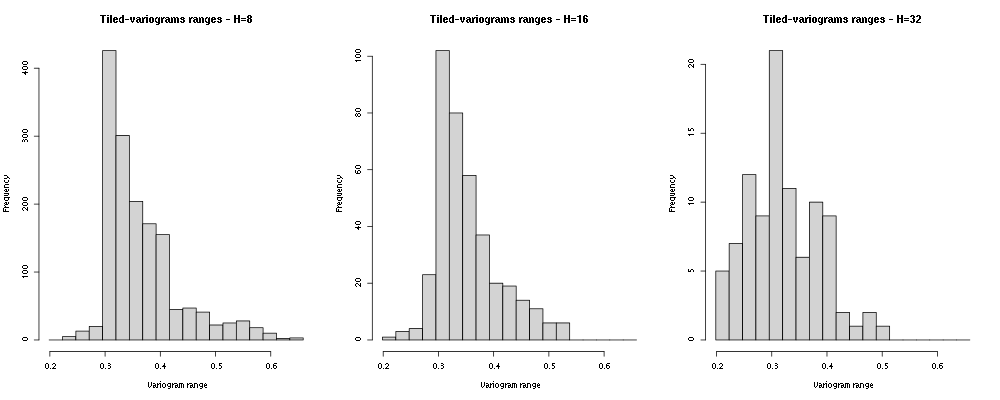 Tiled-variograms ranges - H=8
Frequency
400
300
200
100
0
0.2 0.3 0.4 0.5 0.6
Variogram range
Tiled-variograms ranges - H=16
Frequency
100
80
60
40
20
0
0.2 0.3 0.4 0.5 0.6
Variogram range
Tiled-variograms ranges - H=32
Frequency
20
15
10
5
0
0.2 0.3 0.4 0.5 0.6
Variogram range